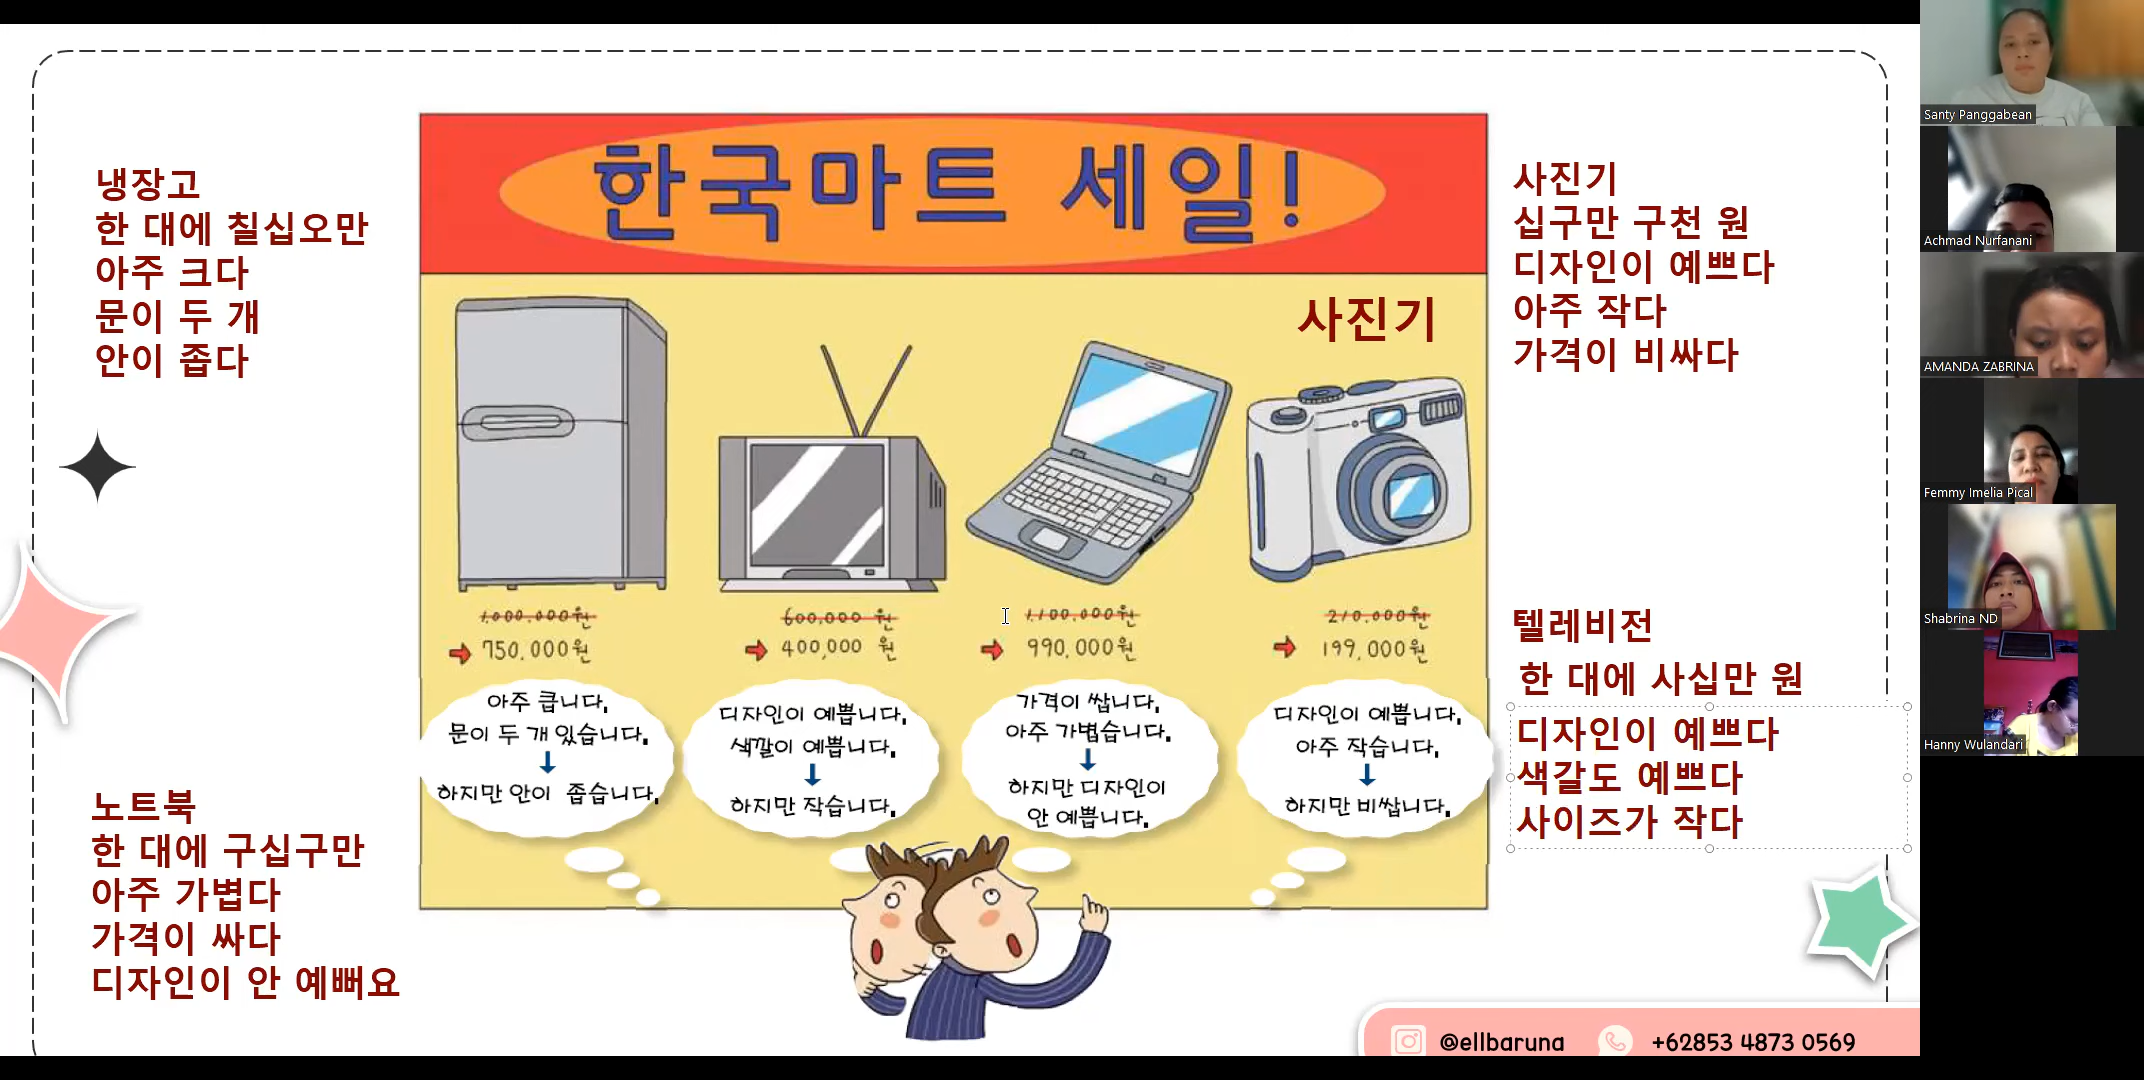 냉장고
한 대에 칠십오만
아주 크다
문이 두 개
안이 좁다
노트북
한 대에 구십구만
아주 가볍다
가격이 싸다
디자인이 안 예뻐요
한국마트 세일!
사진기
1,000,000원
750,000원
600,000 원
400,000 원
1,100,000원
990,000원
210,000원
199,000원
아주 큽니다.
문이 두 개 있습니다.
하지만 안이 좁습니다.
디자인이 예쁩니다.
색깔이 예쁩니다.
하지만 작습니다.
가격이 쌉니다.
아주 가볍습니다.
하지만 디자인이
안 예쁩니다.
디자인이 예쁩니다.
아주 작습니다.
하지만 비쌉니다.
사진기
십구만 구천 원
디자인이 예쁘다
아주 작다
가격이 비싸다
텔레비전
한 대에 사십만 원
디자인이 예쁘다
색갈도 예쁘다
사이즈가 작다
@ellbaruna
+62853 4873 0569
Santy Panggabean
Achmad Nurfanani
AMANDA ZABRINA
Femmy Imelia Pical
Shabrina ND
Hanny Wulandari